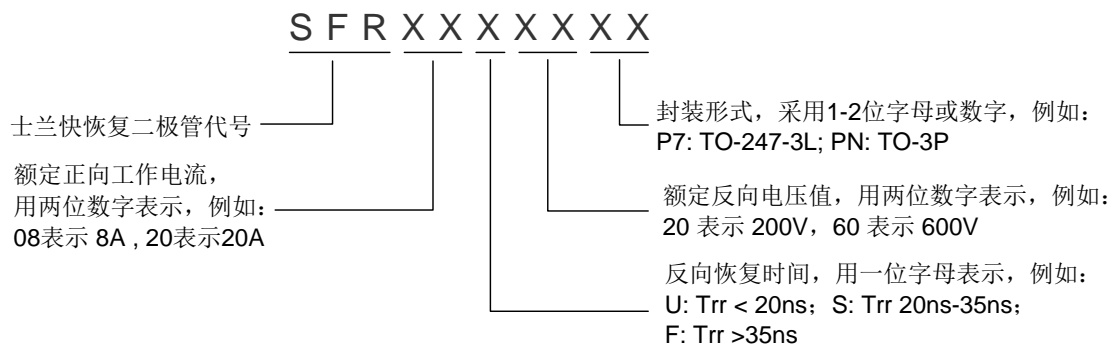 S F R X X X X X X X
士兰快恢复二极管代号
额定正向工作电流，
用两位数字表示，例如：
08表示 8A , 20表示20A
封装形式，采用1-2位字母或数字，例如：
P7: TO-247-3L; PN: TO-3P
额定反向电压值，用两位数字表示，例如：
20 表示 200V，60 表示 600V
反向恢复时间，用一位字母表示，例如：
U: Trr < 20ns；S: Trr 20ns-35ns；
F: Trr >35ns